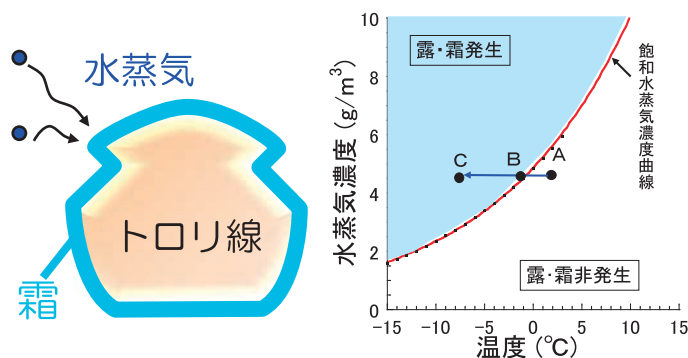 水蒸気
トロリ線
霜
水蒸気濃度(g/m³)
10
8
6
4
2
0
露・霜発生
飽和水蒸気濃度曲線
C
B
A
露・霜非発生
-15
-10
-5
0
5
10
15
温度(℃)